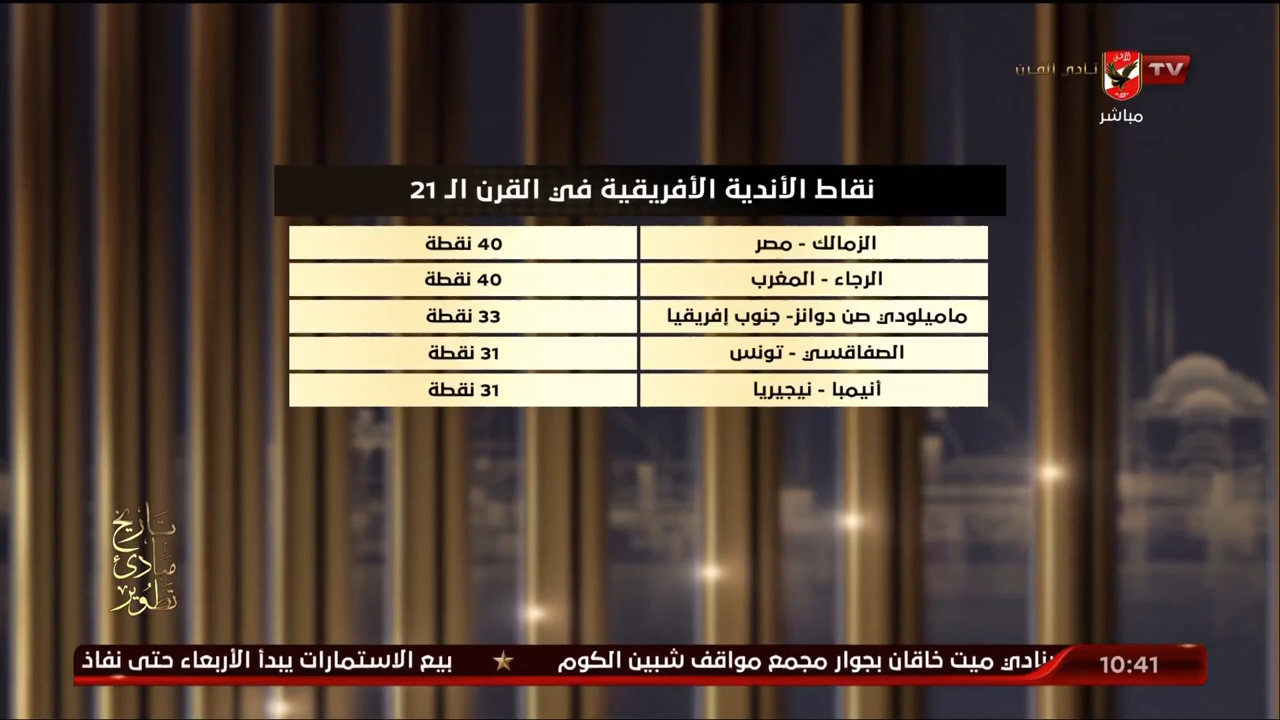 نادي القرن
TV
مباشر
نقاط الأندية الأفريقية في القرن الـ 21
الزمالك - مصر 40 نقطة
الرجاء - المغرب 40 نقطة
ماميلودي صن دوانز- جنوب إفريقيا 33 نقطة
الصفاقسي - تونس 31 نقطة
أنيمبا - نيجيريا 31 نقطة
تاريخ
مبادئ
تطوير
10:41 بنادي ميت خاقان بجوار مجمع مواقف شبين الكوم ★ بيع الاستمارات يبدأ الأربعاء حتى نفاذ